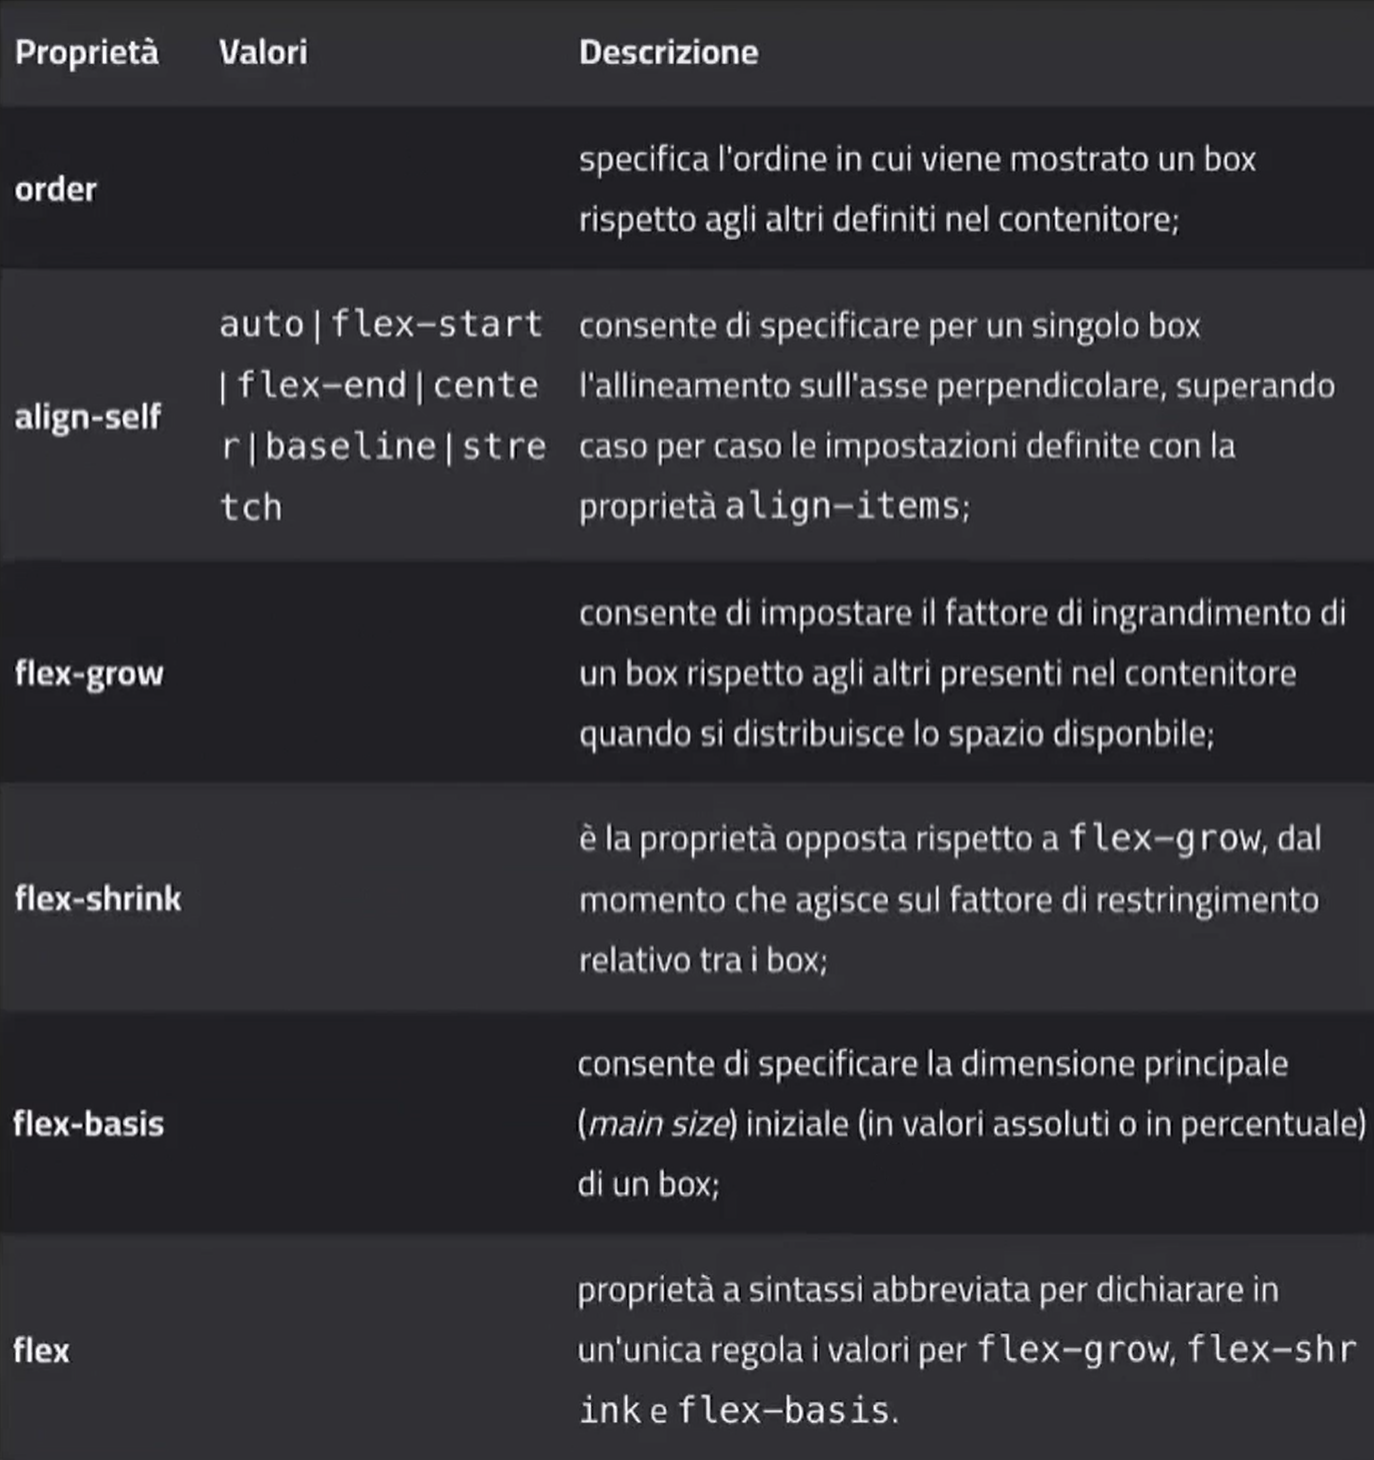 Proprietà Valori Descrizione
order
specifica l'ordine in cui viene mostrato un box
rispetto agli altri definiti nel contenitore;
align-self
auto|flex-start
|flex-end|cente
r|baseline|stre
tch
consente di specificare per un singolo box
l'allineamento sull'asse perpendicolare, superando
caso per caso le impostazioni definite con la
proprietà align-items;
flex-grow
consente di impostare il fattore di ingrandimento di
un box rispetto agli altri presenti nel contenitore
quando si distribuisce lo spazio disponbile;
flex-shrink
è la proprietà opposta rispetto a flex-grow, dal
momento che agisce sul fattore di restringimento
relativo tra i box;
flex-basis
consente di specificare la dimensione principale
(main size) iniziale (in valori assoluti o in percentuale)
di un box;
flex
proprietà a sintassi abbreviata per dichiarare in
un'unica regola i valori per flex-grow, flex-shr
ink e flex-basis.